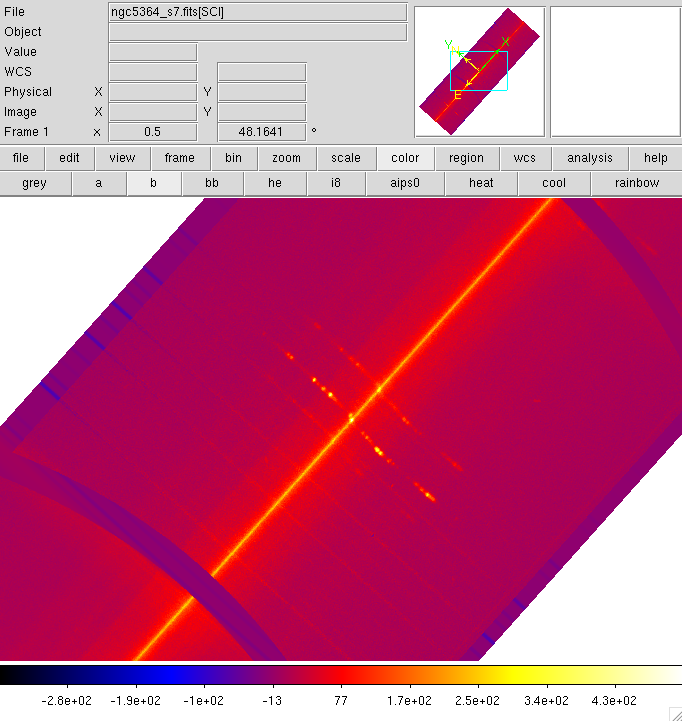 File ngc5364_s7.fits[SCI]
Object
Value
WCS
Physical X Y
Image X Y
Frame 1 x 0.5 48.1641 °
file edit view frame bin zoom scale color region wcs analysis help
grey a b bb he i8 aips0 heat cool rainbow
Y N X
E
-2.8e+02 -1.9e+02 -1e+02 -13 77 1.7e+02 2.5e+02 3.4e+02 4.3e+02